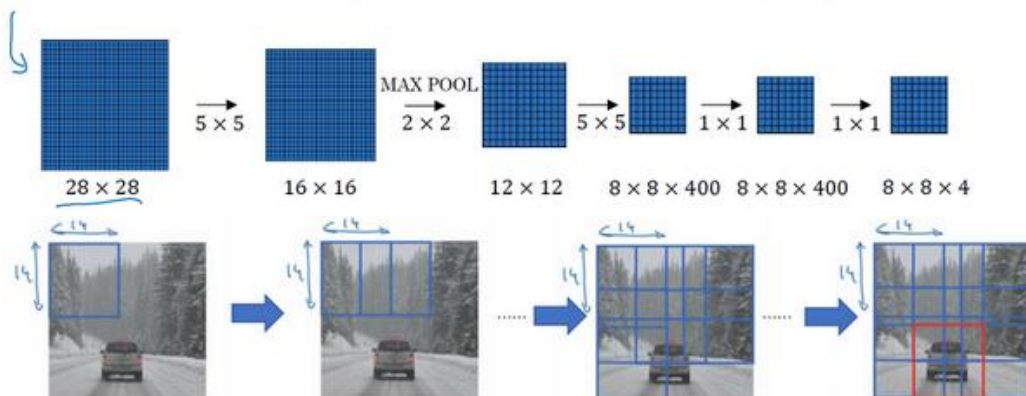 MAX POOL
5 × 5
2 × 2
5 × 5
1 × 1
1 × 1
28 × 28
16 × 16
12 × 12
8 × 8 × 400
8 × 8 × 400
8 × 8 × 4
14
14
14
14
14
14
14
14
......
......